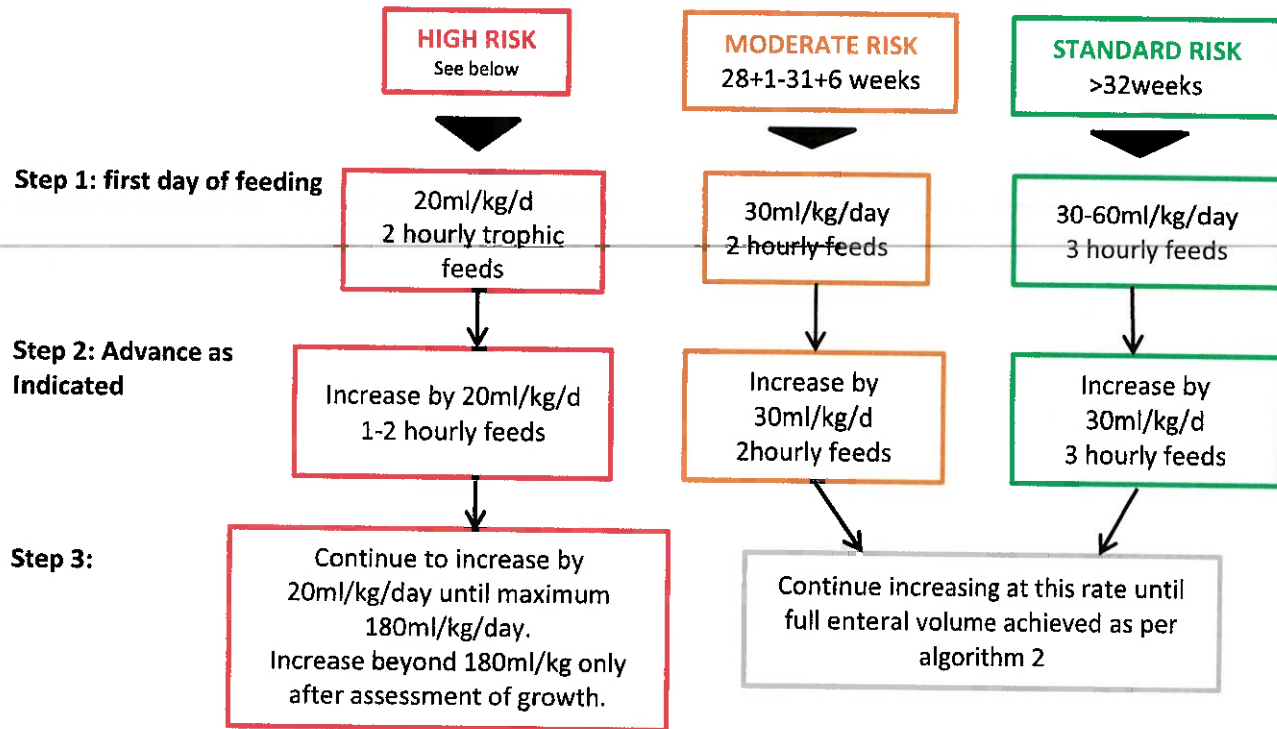 HIGH RISK
See below
MODERATE RISK
28+1-31+6 weeks
STANDARD RISK
>32weeks
Step 1: first day of feeding
20ml/kg/d
2 hourly trophic
feeds
30ml/kg/day
2 hourly feeds
30-60ml/kg/day
3 hourly feeds
Step 2: Advance as
Indicated
Increase by 20ml/kg/d
1-2 hourly feeds
Increase by
30ml/kg/d
2hourly feeds
Increase by
30ml/kg/d
3 hourly feeds
Step 3:
Continue to increase by
20ml/kg/day until maximum
180ml/kg/day.
Increase beyond 180ml/kg only
after assessment of growth.
Continue increasing at this rate until
full enteral volume achieved as per
algorithm 2